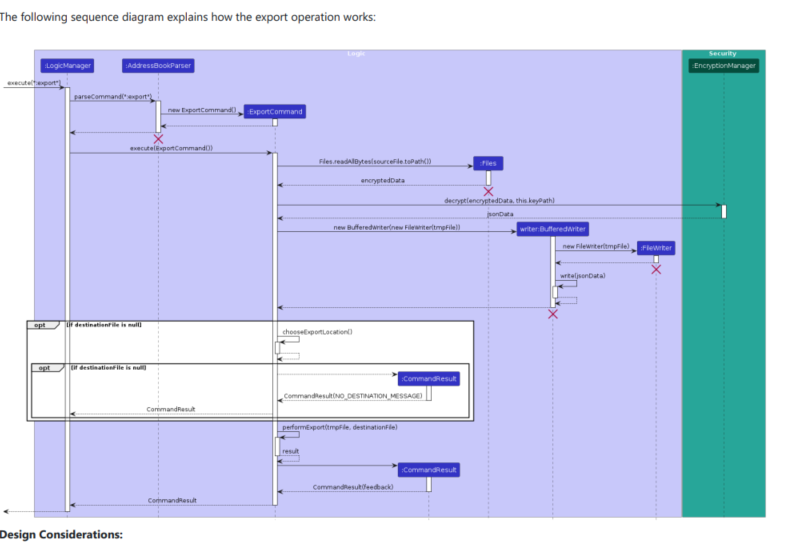 The following sequence diagram explains how the export operation works:
Logic
Security
:LogicManager
:AddressBookParser
:EncryptionManager
execute("export")
parseCommand("export")
new ExportCommand()
:ExportCommand
execute(ExportCommand())
Files.readAllBytes(sourceFile.toPath())
:Files
encryptedData
decrypt(encryptedData, this.keyPath)
jsonData
new BufferedWriter(new FileWriter(tmpFile))
writer:BufferedWriter
new FileWriter(tmpFile)
:FileWriter
write(jsonData)
opt
[if destinationFile is null]
chooseExportLocation()
opt
[if destinationFile is null]
:CommandResult
CommandResult(NO_DESTINATION_MESSAGE)
CommandResult
performExport(tmpFile, destinationFile)
result
:CommandResult
CommandResult(feedback)
CommandResult
Design Considerations: